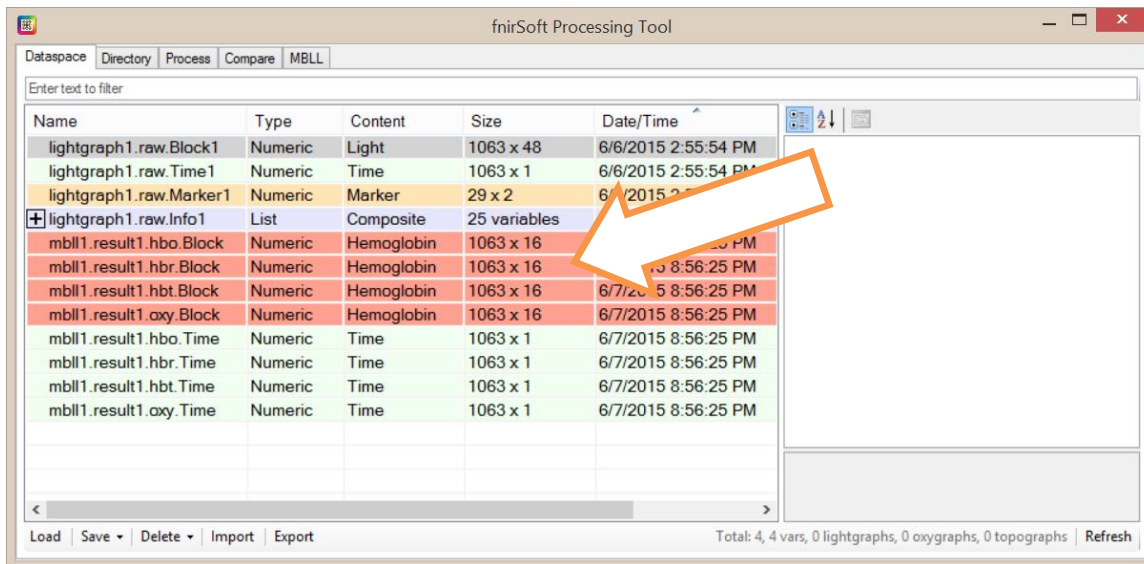 fnirSoft Processing Tool
Dataspace Directory Process Compare MBLL
Enter text to filter
Name Type Content Size Date/Time
lightgraph1.raw.Block1 Numeric Light 1063 x 48 6/6/2015 2:55:54 PM
lightgraph1.raw.Time1 Numeric Time 1063 x 1 6/6/2015 2:55:54 PM
lightgraph1.raw.Marker1 Numeric Marker 29 x 2
lightgraph1.raw.Info1 List Composite 25 variables
mbll1.result1.hbo.Block Numeric Hemoglobin 1063 x 16 PM
mbll1.result1.hbr.Block Numeric Hemoglobin 1063 x 16 8:56:25 PM
mbll1.result1.hbt.Block Numeric Hemoglobin 1063 x 16 8:56:25 PM
mbll1.result1.oxy.Block Numeric Hemoglobin 1063 x 16 6/7/2015 8:56:25 PM
mbll1.result1.hbo.Time Numeric Time 1063 x 1 6/7/2015 8:56:25 PM
mbll1.result1.hbr.Time Numeric Time 1063 x 1 6/7/2015 8:56:25 PM
mbll1.result1.hbt.Time Numeric Time 1063 x 1 6/7/2015 8:56:25 PM
mbll1.result1.oxy.Time Numeric Time 1063 x 1 6/7/2015 8:56:25 PM
Load Save Delete Import Export Total: 4, 4 vars, 0 lightgraphs, 0 oxygraphs, 0 topographs Refresh